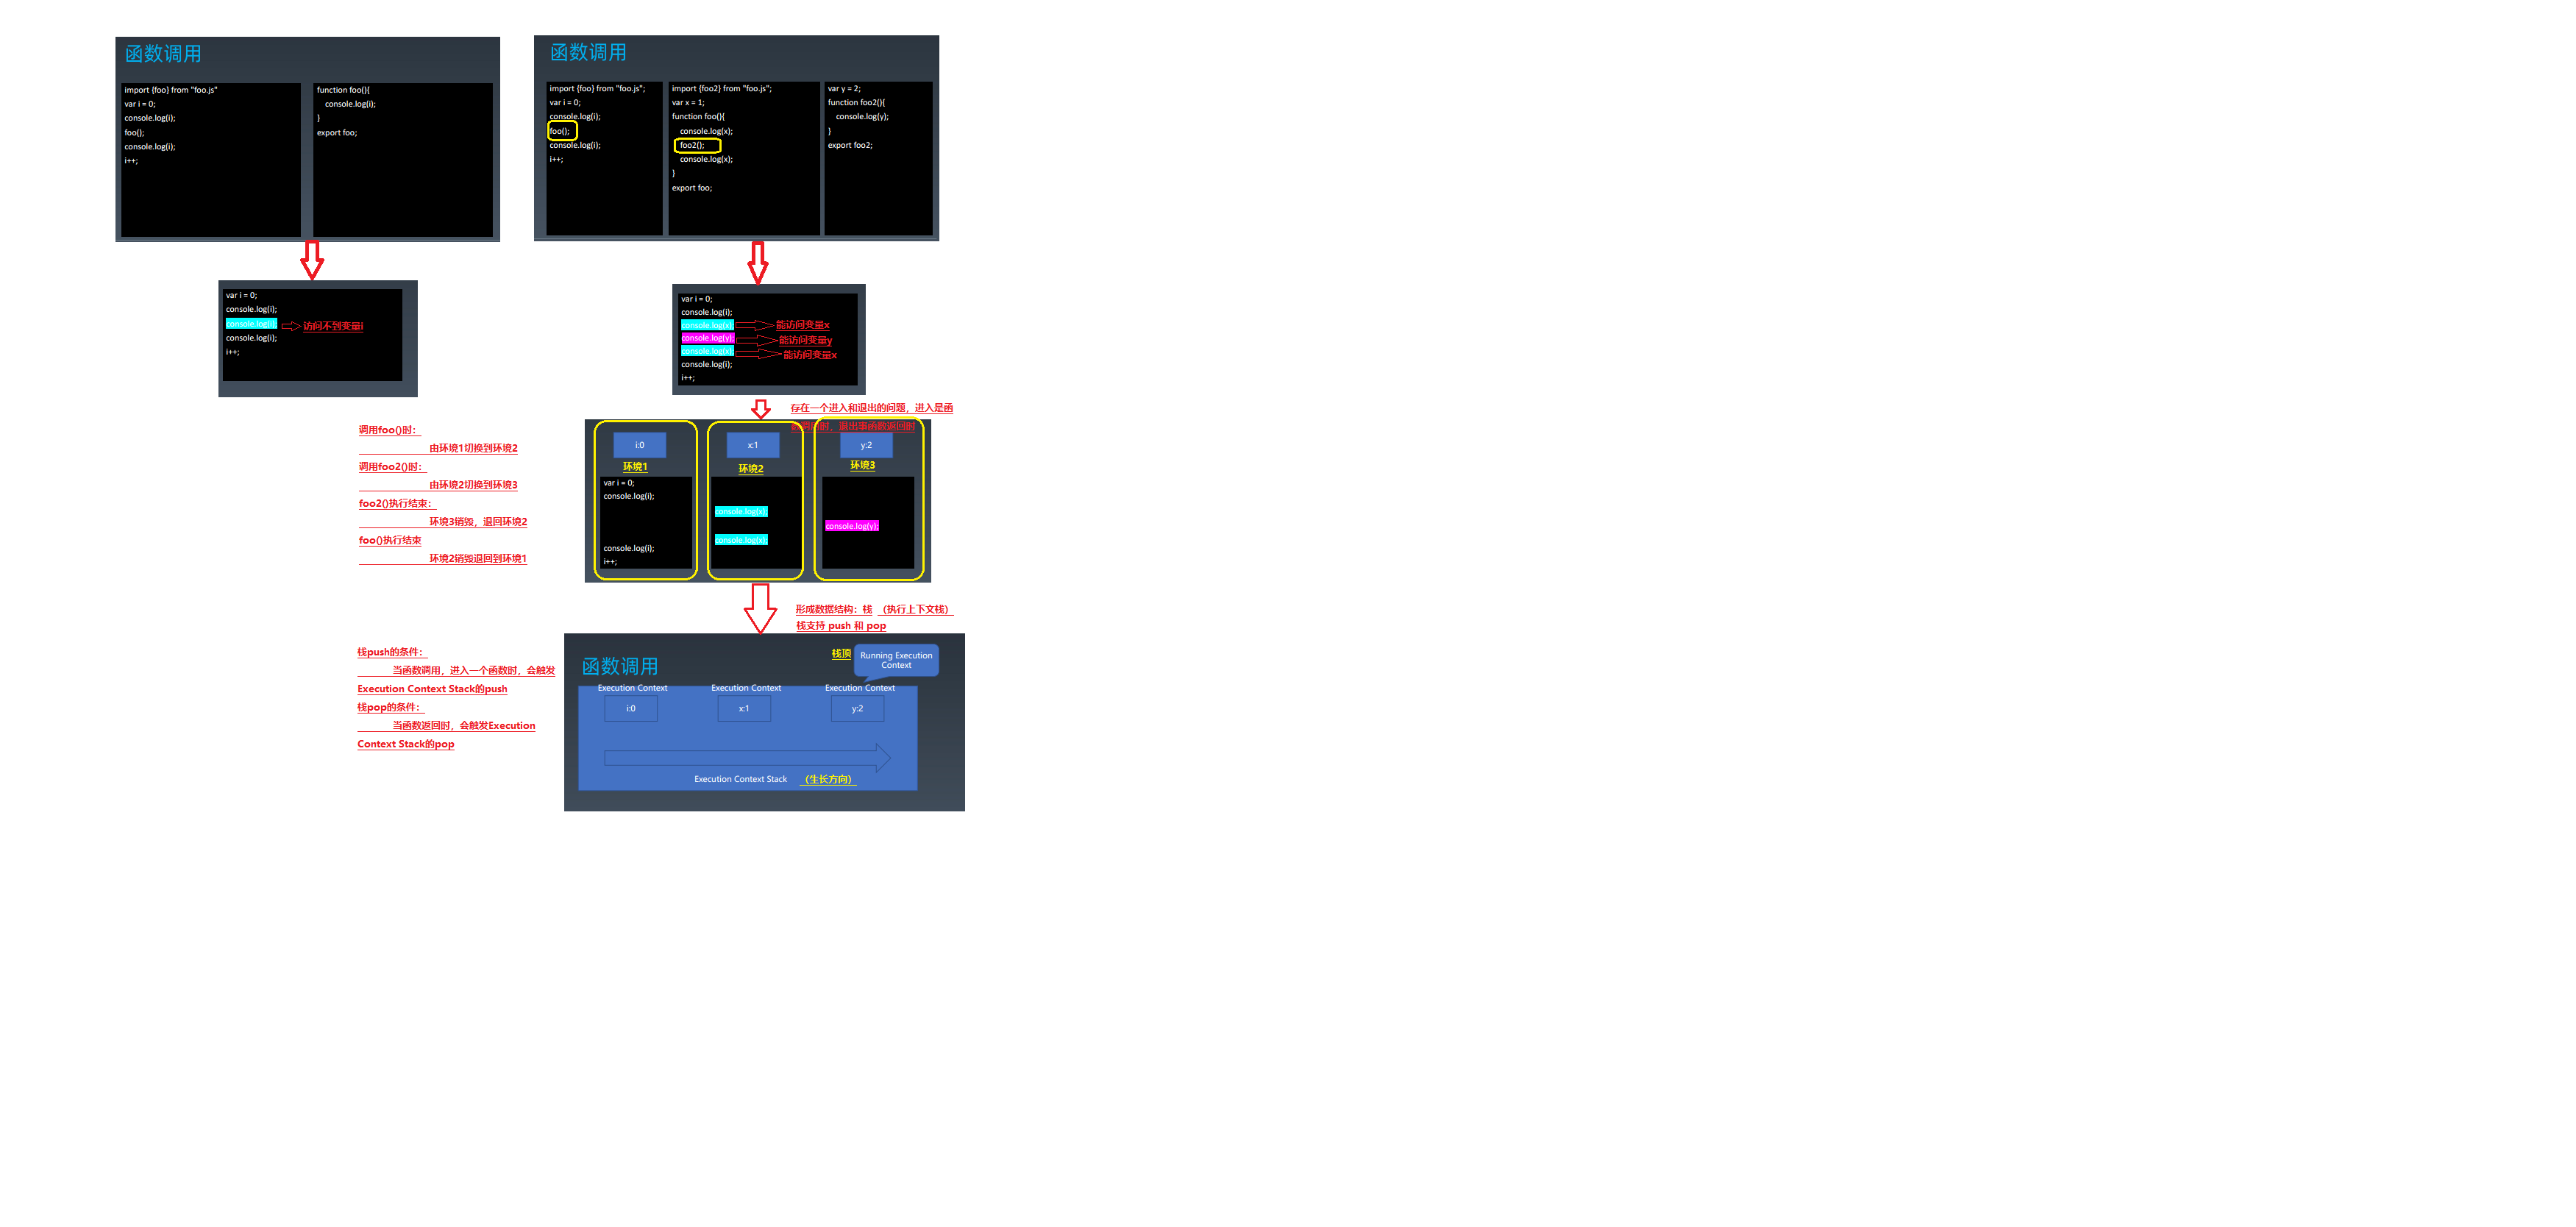 函数调用
import {foo} from "foo.js"
var i = 0;
console.log(i);
foo();
console.log(i);
i++;
function foo(){
console.log(i);
}
export foo;
var i = 0;
console.log(i);
console.log(i);
访问不到变量i
console.log(i);
i++;
函数调用
import {foo} from "foo.js";
var i = 0;
console.log(i);
foo();
console.log(i);
i++;
import {foo2} from "foo.js";
var x = 1;
function foo(){
console.log(x);
foo2();
console.log(x);
}
export foo;
var y = 2;
function foo2(){
console.log(y);
}
export foo2;
var i = 0;
console.log(i);
console.log(x);
能访问变量x
console.log(y);
能访问变量y
console.log(x);
能访问变量x
console.log(i);
i++;
存在一个进入和退出的问题，进入是函
数调用时，退出事函数返回时
调用foo()时：
由环境1切换到环境2
调用foo2()时：
由环境2切换到环境3
foo2()执行结束：
环境3销毁，退回环境2
foo()执行结束
环境2销毁退回到环境1
i:0
环境1
var i = 0;
console.log(i);
console.log(i);
i++;
x:1
环境2
console.log(x);
console.log(x);
y:2
环境3
console.log(y);
形成数据结构：栈 （执行上下文栈）
栈支持 push 和 pop
栈push的条件：
当函数调用，进入一个函数时，会触发
Execution Context Stack的push
栈pop的条件：
当函数返回时，会触发Execution
Context Stack的pop
函数调用
栈顶
Running Execution
Context
Execution Context
i:0
Execution Context
x:1
Execution Context
y:2
Execution Context Stack
（生长方向）